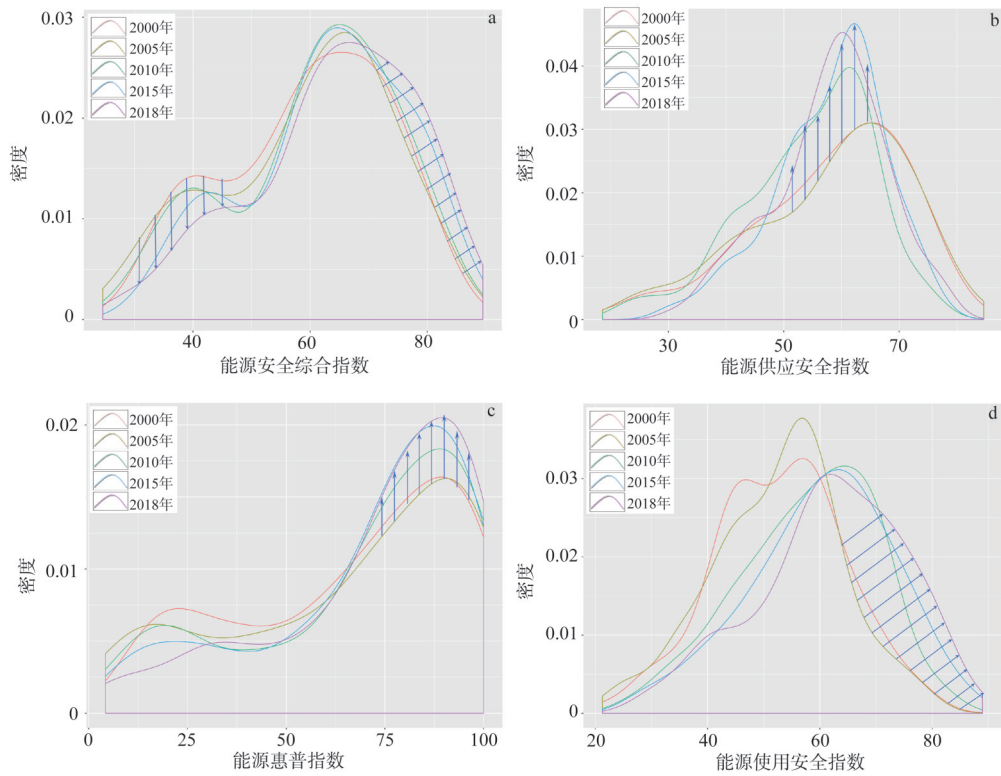 a
2000年
2005年
2010年
2015年
2018年
密度
0.03
0.02
0.01
0
40
60
80
能源安全综合指数
b
2000年
2005年
2010年
2015年
2018年
密度
0.04
0.03
0.02
0.01
0
30
50
70
能源供应安全指数
c
2000年
2005年
2010年
2015年
2018年
密度
0.02
0.01
0
0
25
50
75
100
能源惠普指数
d
2000年
2005年
2010年
2015年
2018年
密度
0.03
0.02
0.01
0
20
40
60
80
能源使用安全指数